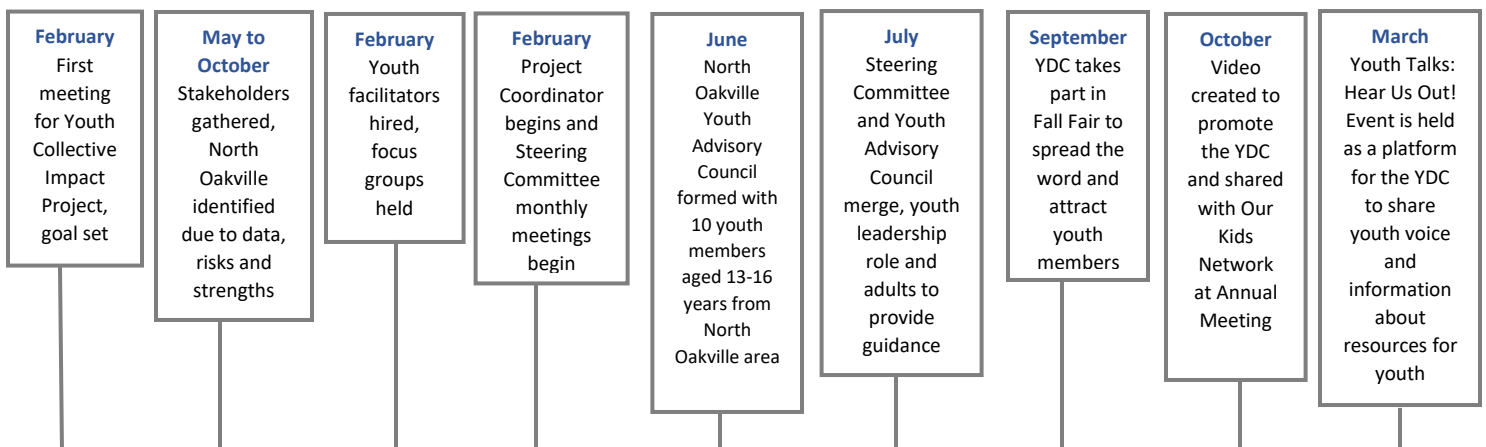 February
First
meeting
for Youth
Collective
Impact
Project,
goal set
May to
October
Stakeholders
gathered,
North
Oakville
identified
due to data,
risks and
strengths
February
Youth
facilitators
hired,
focus
groups
held
February
Project
Coordinator
begins and
Steering
Committee
monthly
meetings
begin
June
North
Oakville
Youth
Advisory
Council
formed with
10 youth
members
aged 13-16
years from
North
Oakville area
July
Steering
Committee
and Youth
Advisory
Council
merge, youth
leadership
role and
adults to
provide
guidance
September
YDC takes
part in
Fall Fair to
spread the
word and
attract
youth
members
October
Video
created to
promote
the YDC
and shared
with Our
Kids
Network
at Annual
Meeting
March
Youth Talks:
Hear Us Out!
Event is held
as a platform
for the YDC
to share
youth voice
and
information
about
resources for
youth